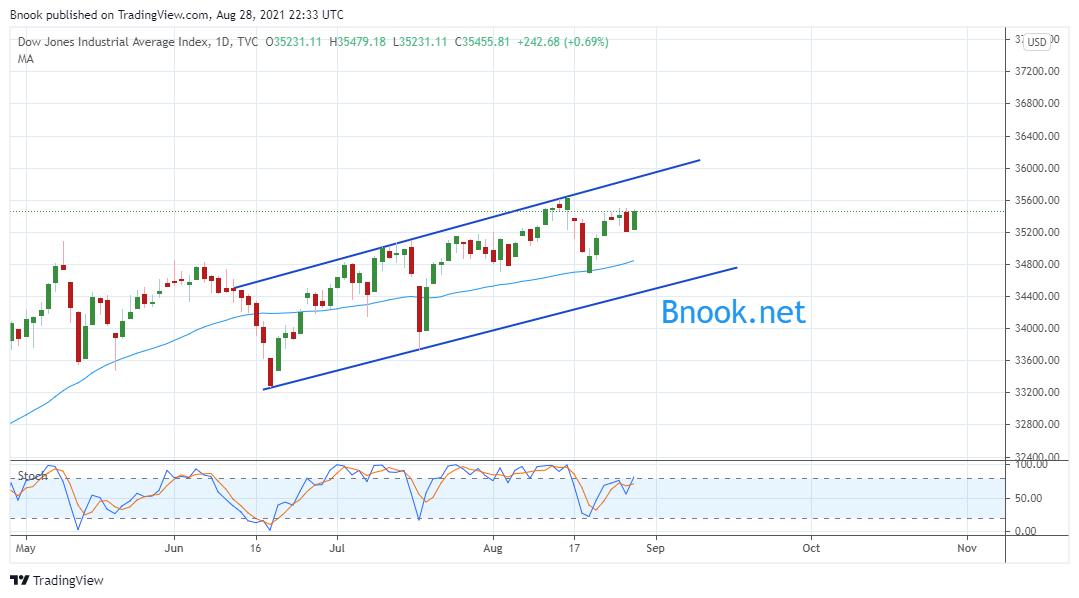 Bnook published on TradingView.com, Aug 28, 2021 22:33 UTC
Dow Jones Industrial Average Index, 1D, TVC O35231.11 H35479.18 L35231.11 C35455.81 +242.68 (+0.69%)
MA
USD
37200.00
36800.00
36400.00
36000.00
35600.00
35200.00
34800.00
34400.00
Bnook.net
34000.00
33600.00
33200.00
32800.00
32400.00
100.00
Stoch
50.00
0.00
May Jun 16 Jul Aug 17 Sep Oct Nov
TradingView